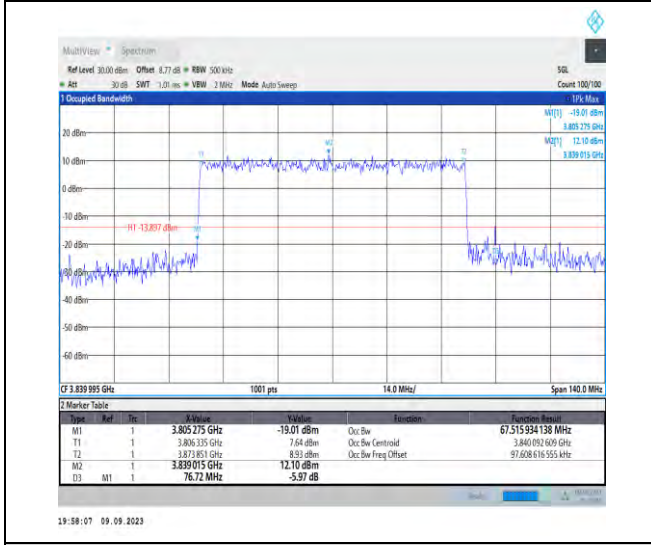 MultiView Spectrum
Ref Level 30.00 dBm Offset 8.77 dB RBW 500 kHz SGL
Att 30 dB SWT 1.01 ms VBW 2 MHz Mode Auto Sweep Count 100/100
1 Occupied Bandwidth 1Pk Max
M1[1] -19.01 dBm
3.805 275 GHz
M2[1] 12.10 dBm
3.839 015 GHz
20 dBm
M2
10 dBm
0 dBm
-10 dBm
H1 -13.897 dBm
M1
-20 dBm
-30 dBm
-40 dBm
-50 dBm
-60 dBm
CF 3.839 995 GHz 1001 pts 14.0 MHz/ Span 140.0 MHz
2 Marker Table
Type Ref Trc X-Value Y-Value Function Function Result
M1 1 3.805 275 GHz -19.01 dBm Occ Bw 67.515 934 138 MHz
T1 1 3.806 335 GHz 7.64 dBm Occ Bw Centroid 3.840 092 609 GHz
T2 1 3.873 851 GHz 8.93 dBm Occ Bw Freq Offset 97.608 616 555 kHz
M2 1 3.839 015 GHz 12.10 dBm
D3 M1 1 76.72 MHz -5.97 dB
19:58:07 09.09.2023